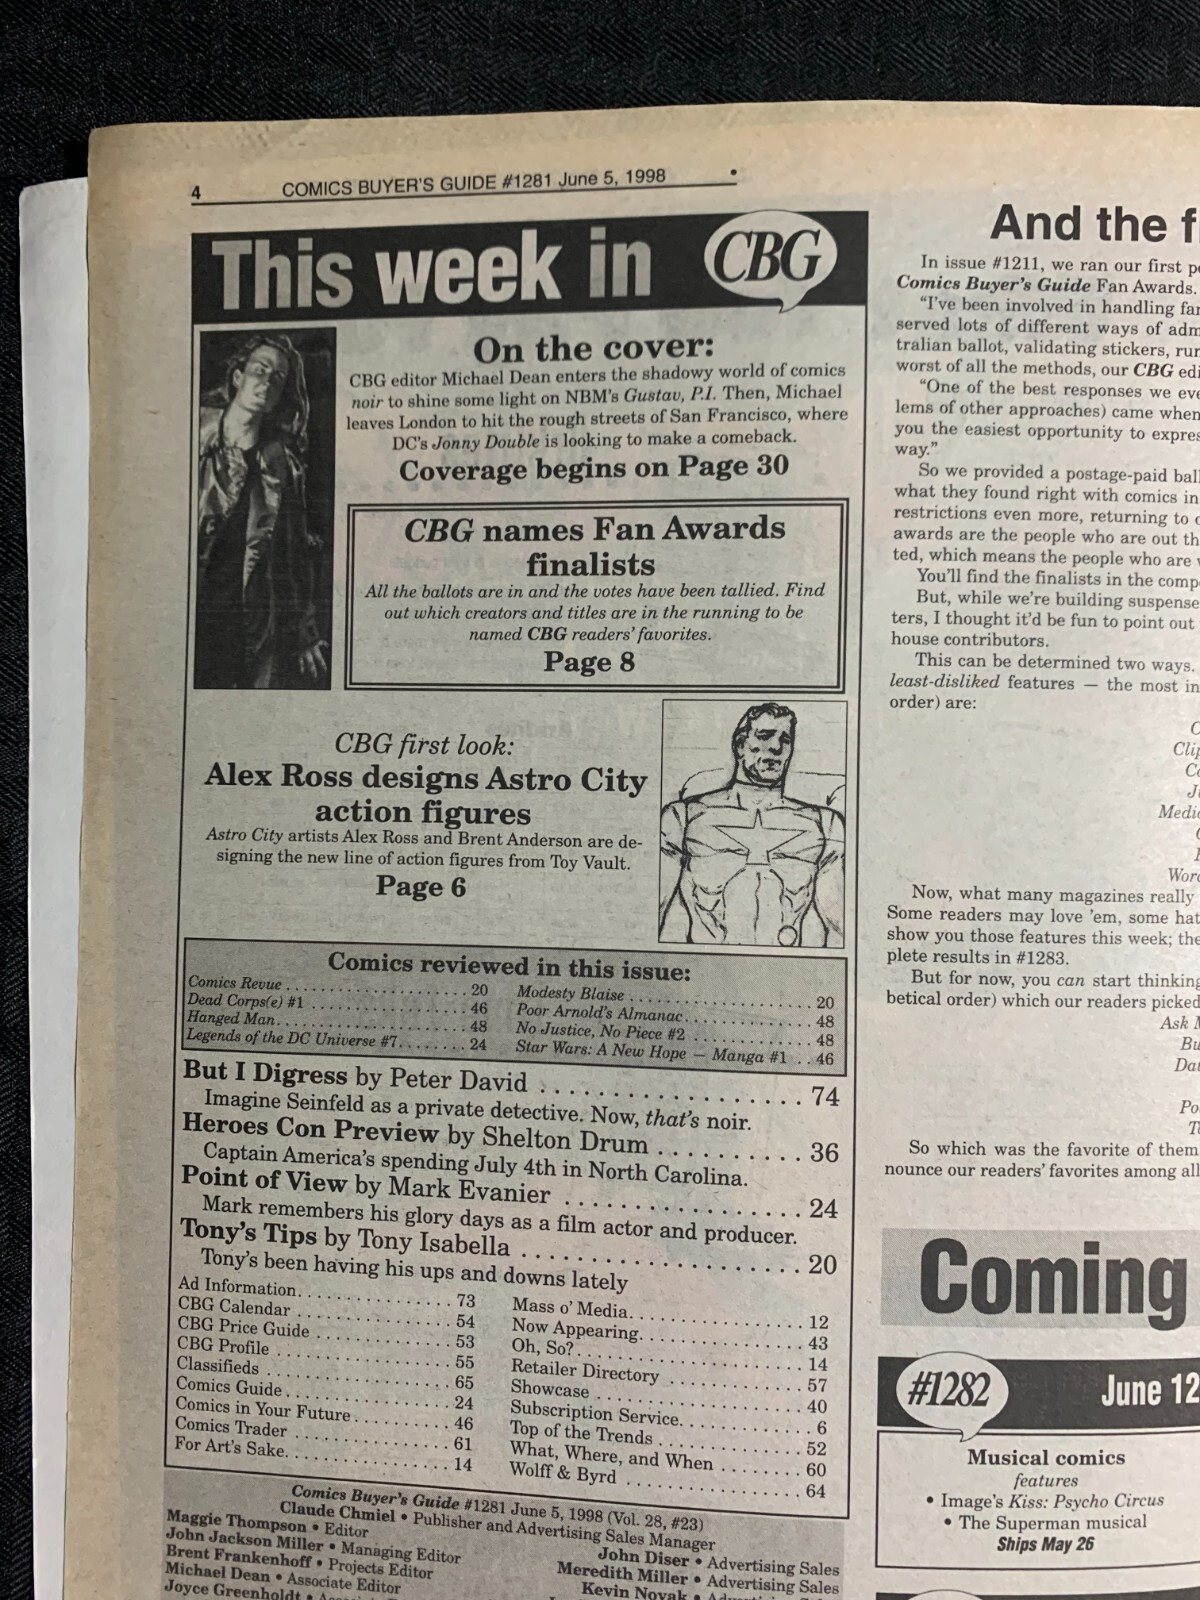 4 COMICS BUYER'S GUIDE #1281 June 5, 1998
This week in CBG
On the cover:
CBG editor Michael Dean enters the shadowy world of comics
noir to shine some light on NBM's Gustav, P.I. Then, Michael
leaves London to hit the rough streets of San Francisco, where
DC's Jonny Double is looking to make a comeback.
Coverage begins on Page 30
CBG names Fan Awards
finalists
All the ballots are in and the votes have been tallied. Find
out which creators and titles are in the running to be
named CBG readers' favorites.
Page 8
CBG first look:
Alex Ross designs Astro City
action figures
Astro City artists Alex Ross and Brent Anderson are de-
signing the new line of action figures from Toy Vault.
Page 6
Comics reviewed in this issue:
Comics Revue 20
Dead Corps(e) #1 46
Hanged Man 48
Legends of the DC Universe #7 24
Modesty Blaise 20
Poor Arnold's Almanac 48
No Justice, No Piece #2 48
Star Wars: A New Hope — Manga #1 46
But I Digress by Peter David 74
Imagine Seinfeld as a private detective. Now, that's noir.
Heroes Con Preview by Shelton Drum 36
Captain America's spending July 4th in North Carolina.
Point of View by Mark Evanier 24
Mark remembers his glory days as a film actor and producer.
Tony's Tips by Tony Isabella 20
Tony's been having his ups and downs lately
Ad Information 73
CBG Calendar 54
CBG Price Guide 53
CBG Profile 55
Classifieds 65
Comics Guide 24
Comics in Your Future 46
Comics Trader 61
For Art's Sake 14
Mass o' Media 12
Now Appearing 43
Oh, So? 14
Retailer Directory 57
Showcase 40
Subscription Service 6
Top of the Trends 52
What, Where, and When 60
Wolff & Byrd 64
Comics Buyer's Guide #1281 June 5, 1998 (Vol. 28, #23)
Claude Chmiel • Publisher and Advertising Sales Manager
Maggie Thompson • Editor
John Jackson Miller • Managing Editor
Brent Frankenhoff • Projects Editor
Michael Dean • Associate Editor
Joyce Greenholdt •
John Diser • Advertising Sales
Meredith Miller • Advertising Sales
Kevin Novak • Advertising Sales
And the
In issue #1211, we ran our first
Comics Buyer's Guide Fan Awards.
"I've been involved in handling
served lots of different ways of
tralian ballot, validating stickers,
worst of all the methods, our CBG
"One of the best responses we
lems of other approaches) came
you the easiest opportunity to
way."
So we provided a postage-paid
what they found right with comics in
restrictions even more, returning to
awards are the people who are out
ted, which means the people who are
You'll find the finalists in the
But, while we're building suspense
ters, I thought it'd be fun to point out
house contributors.
This can be determined two ways.
least-disliked features — the most
order) are:
Now, what many magazines really
Some readers may love 'em, some
show you those features this week;
plete results in #1283.
But for now, you can start thinking
betical order) which our readers picked
Ask
So which was the favorite of them
nounce our readers' favorites among all
Coming
#1282 June 12
Musical comics
features
• Image's Kiss: Psycho Circus
• The Superman musical
Ships May 26